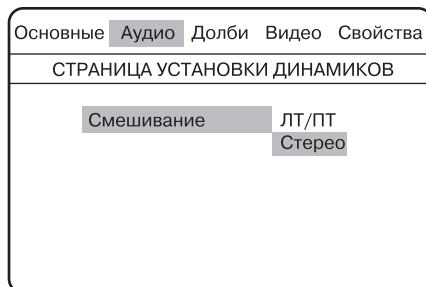 Основные Аудио Долби Видео Свойства
СТРАНИЦА УСТАНОВКИ ДИНАМИКОВ
Смешивание ЛТ/ПТ
Стерео